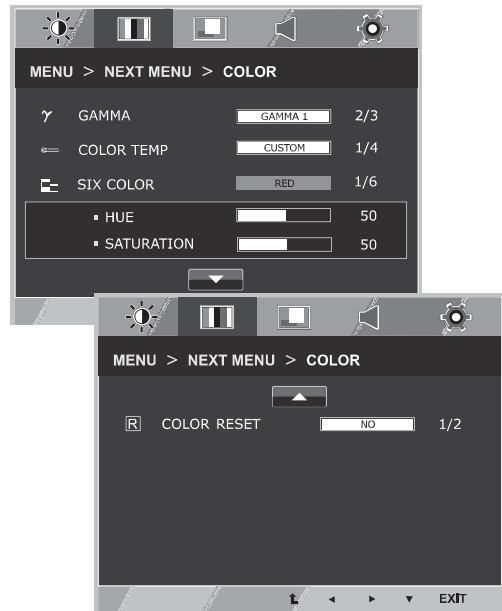 MENU > NEXT MENU > COLOR
γ GAMMA GAMMA 1 2/3
COLOR TEMP CUSTOM 1/4
SIX COLOR RED 1/6
▪ HUE 50
▪ SATURATION 50
MENU > NEXT MENU > COLOR
R COLOR RESET NO 1/2
EXIT